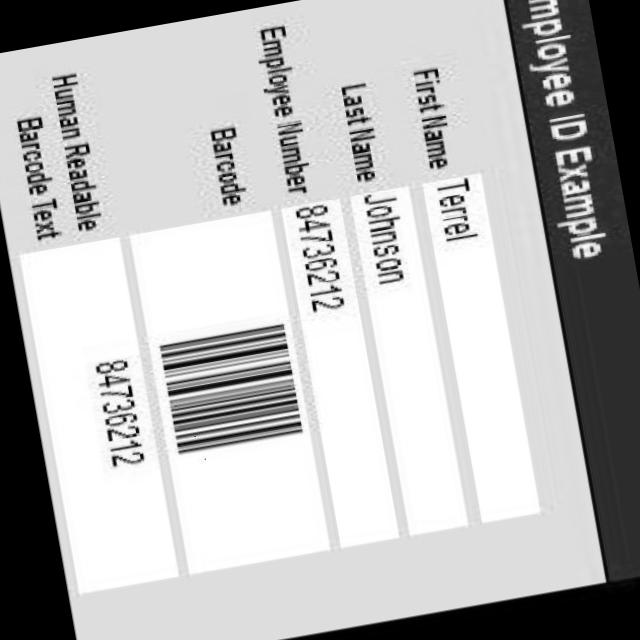 mployee ID Example
First Name Terrel
Last Name Johnson
Employee Number 84736212
Barcode
Human Readable
Barcode Text
84736212